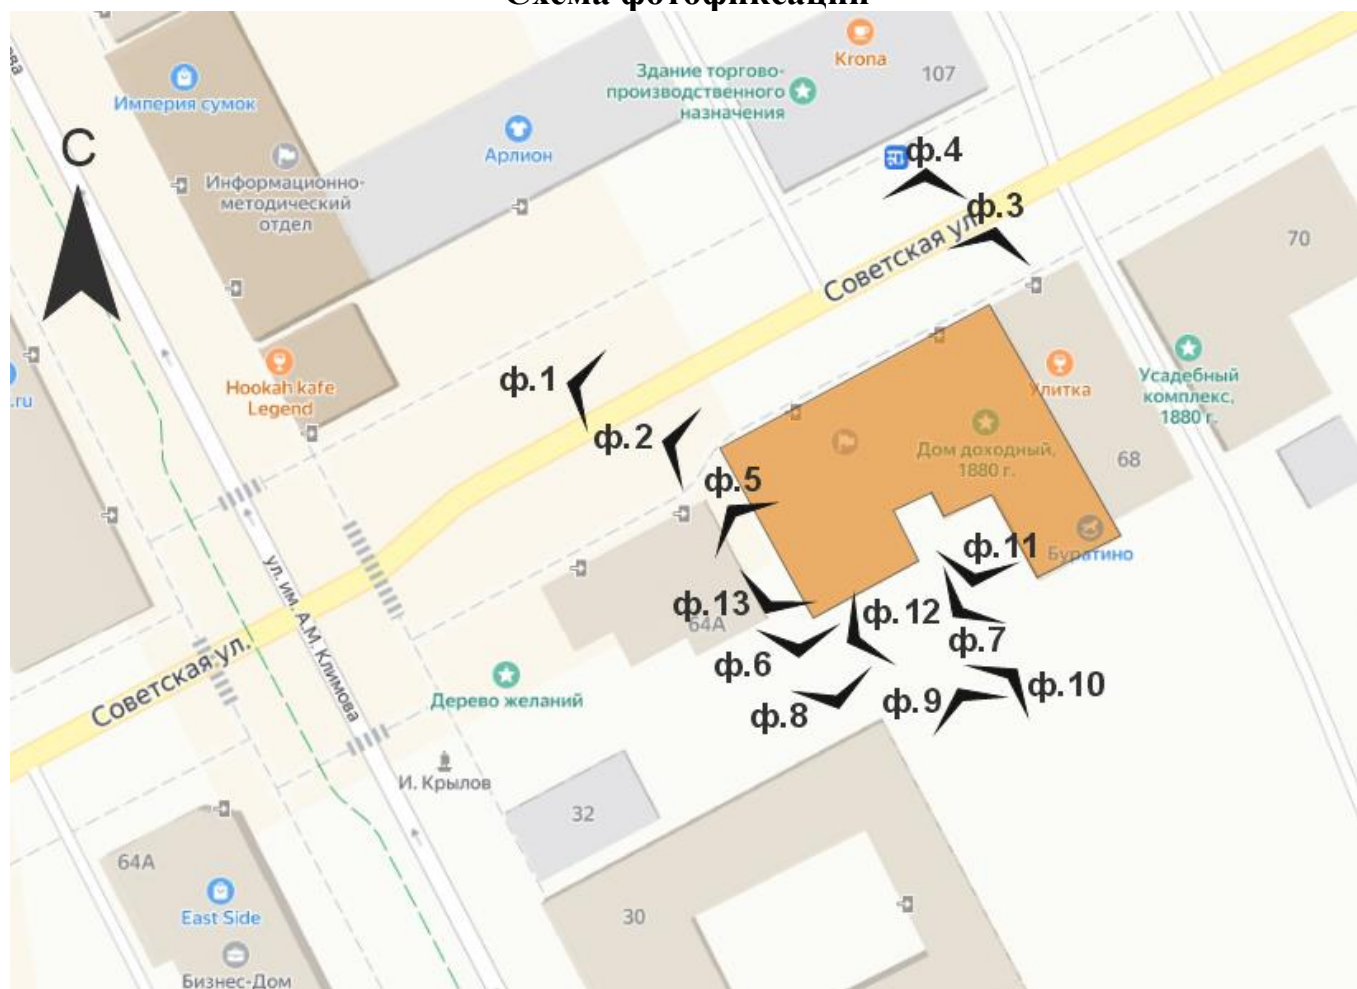 Схема фотофиксации
ова
Krona
Здание торгово-
производственного
назначения
107
Империя сумок
Арлион
С
Информационно-
методический
отдел
ф.4
ф.3
Советская ул.
70
Hookah kafe
Legend
.ru
ф.1
ф.2
Улитка
Усадебный
комплекс,
1880 г.
Дом доходный,
1880 г.
68
ф.5
ф.11
Буратино
ул. им. А.М. Климова
ф.13
64А
ф.12
ф.7
ф.6
Советская ул.
Дерево желаний
ф.8
ф.9
ф.10
И. Крылов
32
64А
East Side
30
Бизнес-Дом